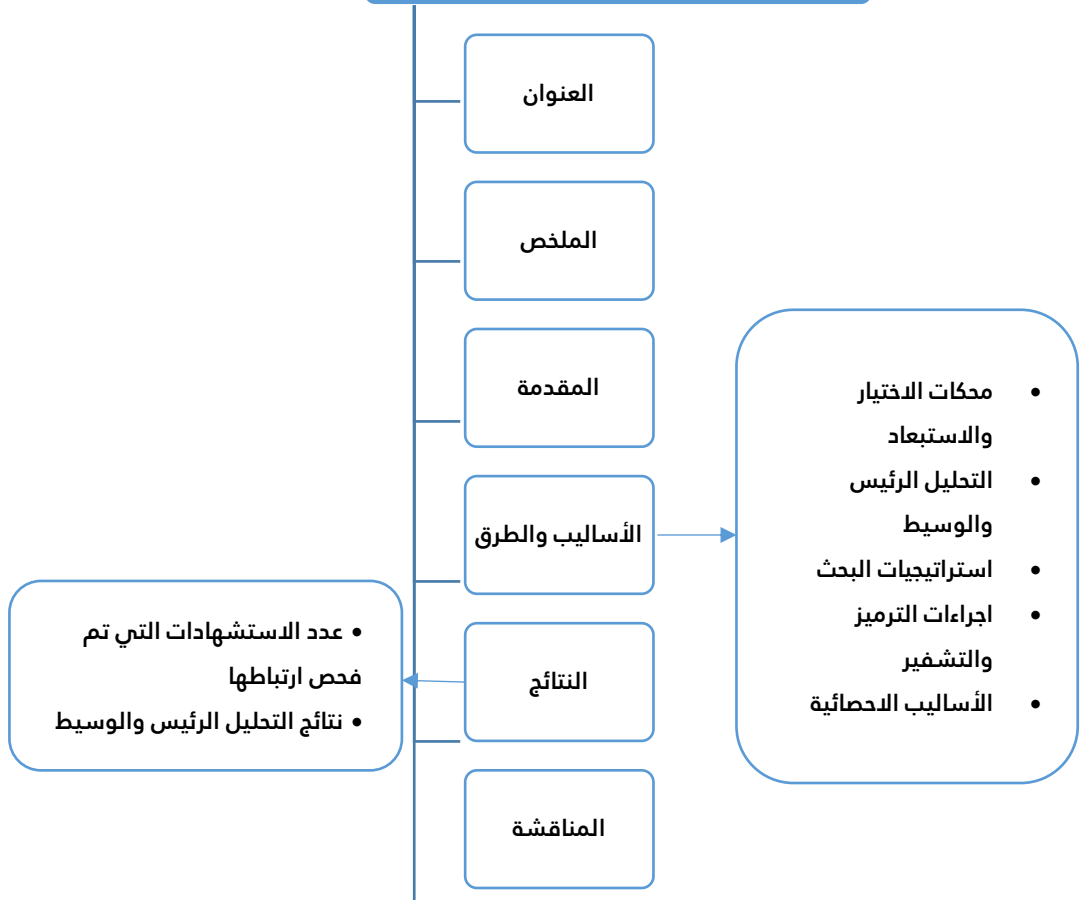 العنوان
الملخص
المقدمة
الأساليب والطرق
• محكات الاختيار
والاستبعاد
• التحليل الرئيس
والوسيط
• استراتيجيات البحث
• اجراءات الترميز
والتشفير
• الأساليب الاحصائية
النتائج
• عدد الاستشهادات التي تم
فحص ارتباطها
• نتائج التحليل الرئيس والوسيط
المناقشة